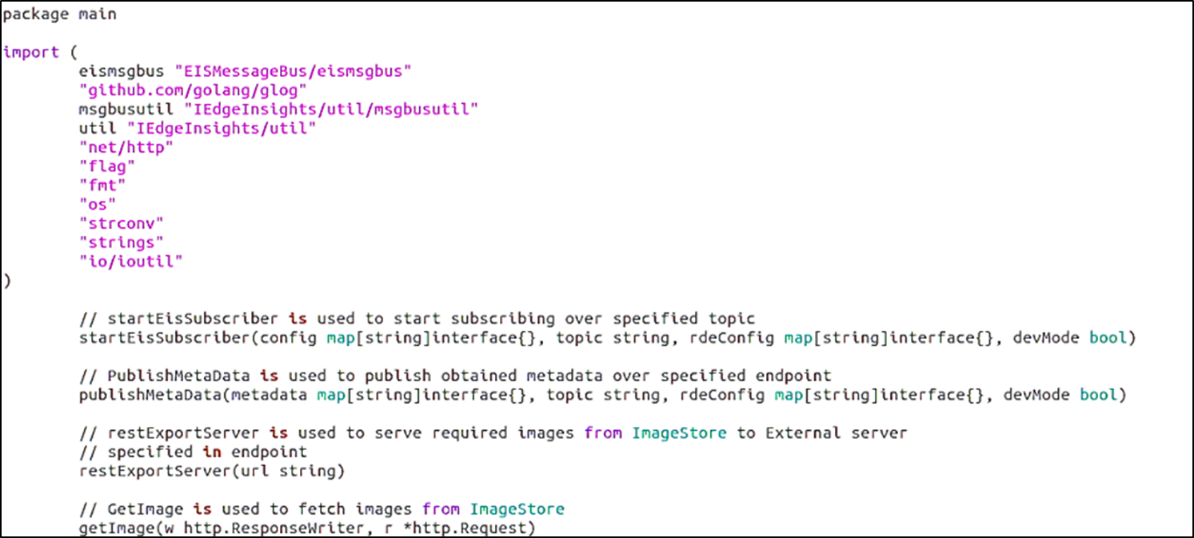 package main
import (
eismsgbus "EISMessageBus/eismsgbus"
"github.com/golang/glog"
msgbusutil "IEdgeInsights/util/msgbusutil"
util "IEdgeInsights/util"
"net/http"
"flag"
"fmt"
"os"
"strconv"
"strings"
"io/ioutil"
)
// startEisSubscriber is used to start subscribing over specified topic
startEisSubscriber(config map[string]interface{}, topic string, rdeConfig map[string]interface{}, devMode bool)
// PublishMetaData is used to publish obtained metadata over specified endpoint
publishMetaData(metadata map[string]interface{}, topic string, rdeConfig map[string]interface{}, devMode bool)
// restExportServer is used to serve required images from ImageStore to External server
// specified in endpoint
restExportServer(url string)
// GetImage is used to fetch images from ImageStore
getImage(w http.ResponseWriter, r *http.Request)